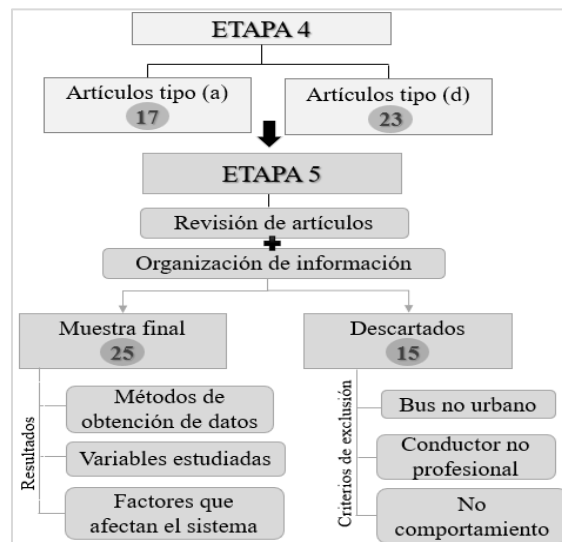 ETAPA 4
Artículos tipo (a)
17
Artículos tipo (d)
23
ETAPA 5
Revisión de artículos
Organización de información
Muestra final
25
Descartados
15
Resultados
Métodos de
obtención de datos
Variables estudiadas
Factores que
afectan el sistema
Criterios de exclusión
Bus no urbano
Conductor no
profesional
No
comportamiento